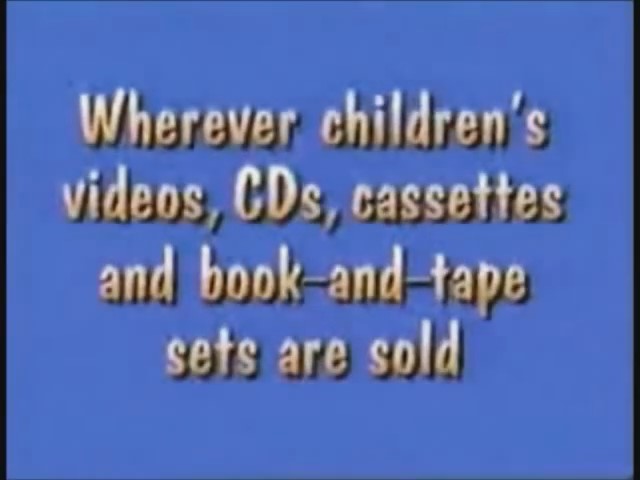 Wherever children's
videos, CDs, cassettes
and book-and-tape
sets are sold